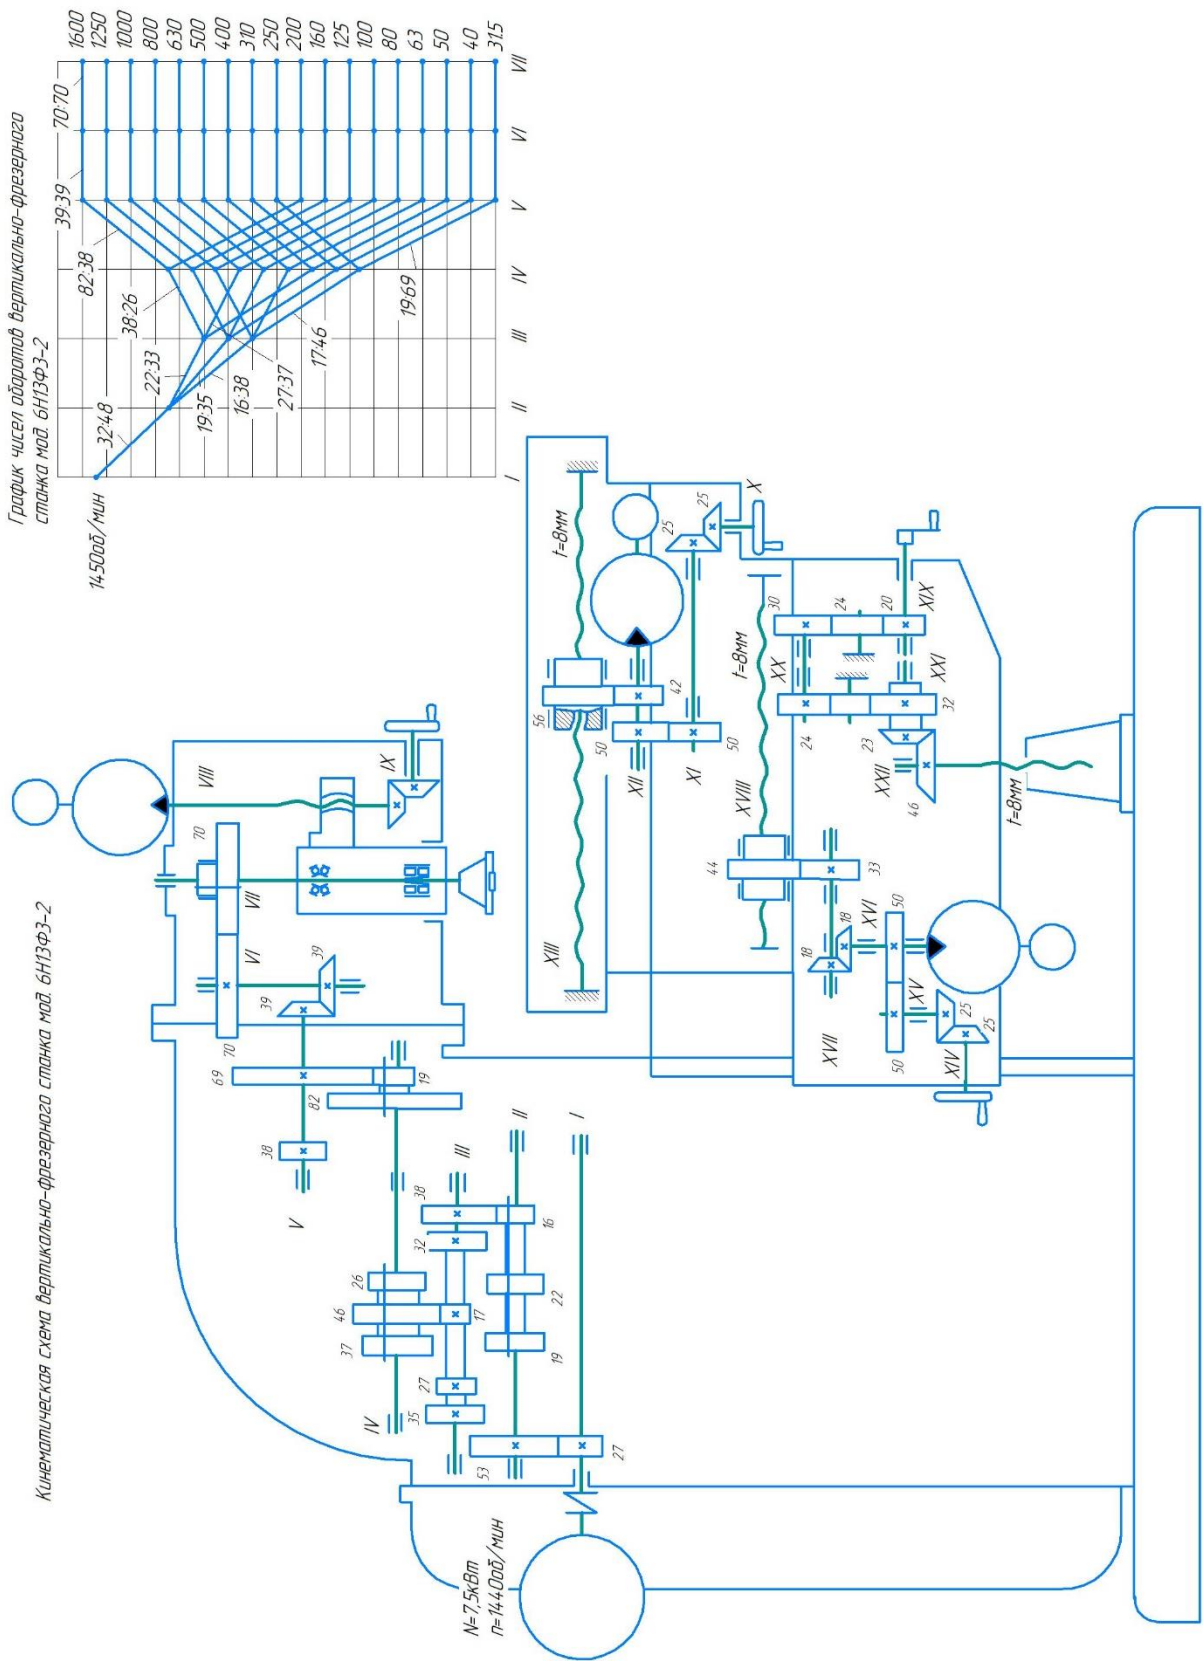 График чисел оборотов вертикально-фрезерного
станка мод. 6Н13Ф3-2
39:39
70:70
1600
1250
1000
800
630
500
400
310
250
200
160
125
100
80
63
50
40
31.5
1450об/мин
32:48
22:33
19:35
16:38
38:26
27:37
17:46
82:38
19:69
I
II
III
IV
V
VI
VII
Кинематическая схема вертикально-фрезерного станка мод. 6Н13Ф3-2
N=7,5кВт
n=1440об/мин
53
27
35
27
17
32
38
III
19
22
16
II
I
IV
37
46
26
V
38
82
69
19
70
39
39
VI
VII
70
VIII
IX
XIII
56
t=8мм
50
42
XII
XI
50
25
25
X
44
XVIII
t=8мм
33
18
18
XVII
XVI
50
50
XV
25
25
XIV
30
24
20
XIX
XX
XXI
24
32
23
XXII
46
t=8мм